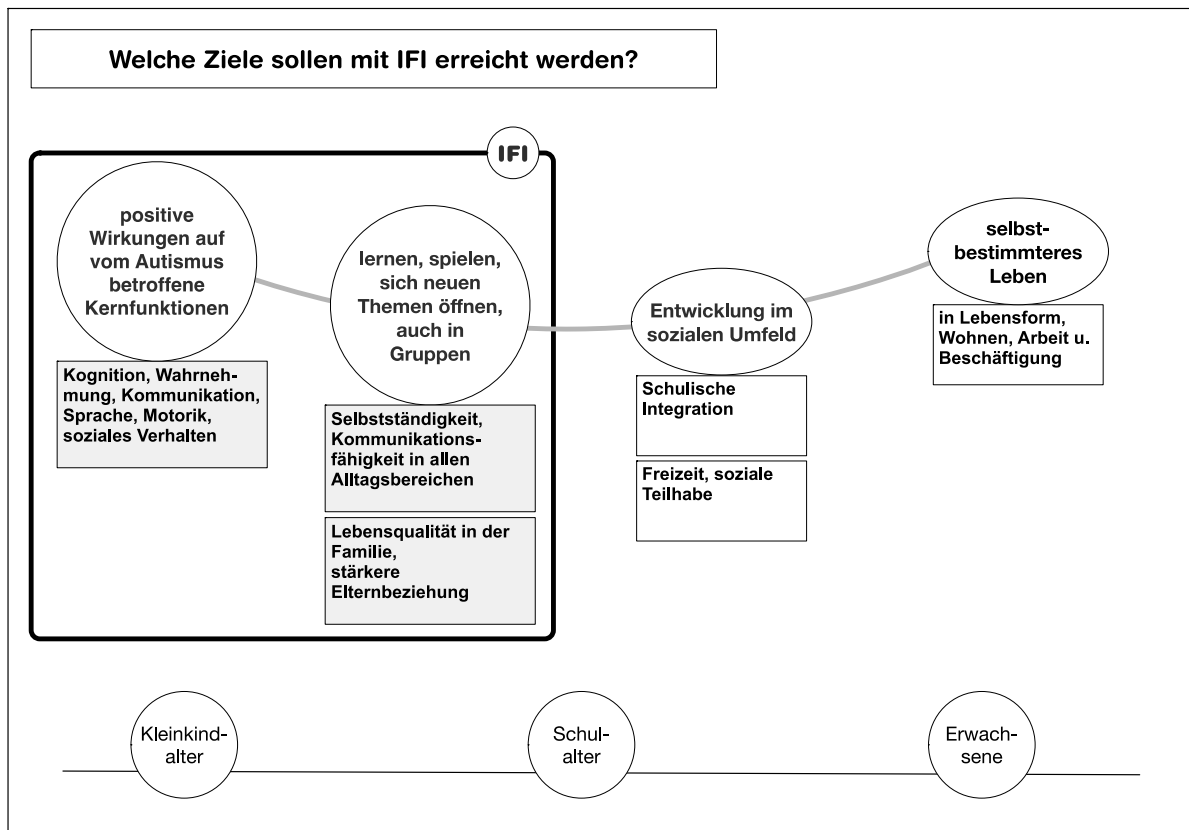 Welche Ziele sollen mit IFI erreicht werden?
IFI
positive
Wirkungen auf
vom Autismus
betroffene
Kernfunktionen
Kognition, Wahrneh-
mung, Kommunikation,
Sprache, Motorik,
soziales Verhalten
lernen, spielen,
sich neuen
Themen öffnen,
auch in
Gruppen
Selbstständigkeit,
Kommunikations-
fähigkeit in allen
Alltagsbereichen
Lebensqualität in der
Familie,
stärkere
Elternbeziehung
Entwicklung im
sozialen Umfeld
Schulische
Integration
Freizeit, soziale
Teilhabe
selbst-
bestimmteres
Leben
in Lebensform,
Wohnen, Arbeit u.
Beschäftigung
Kleinkind-
alter
Schul-
alter
Erwach-
sene